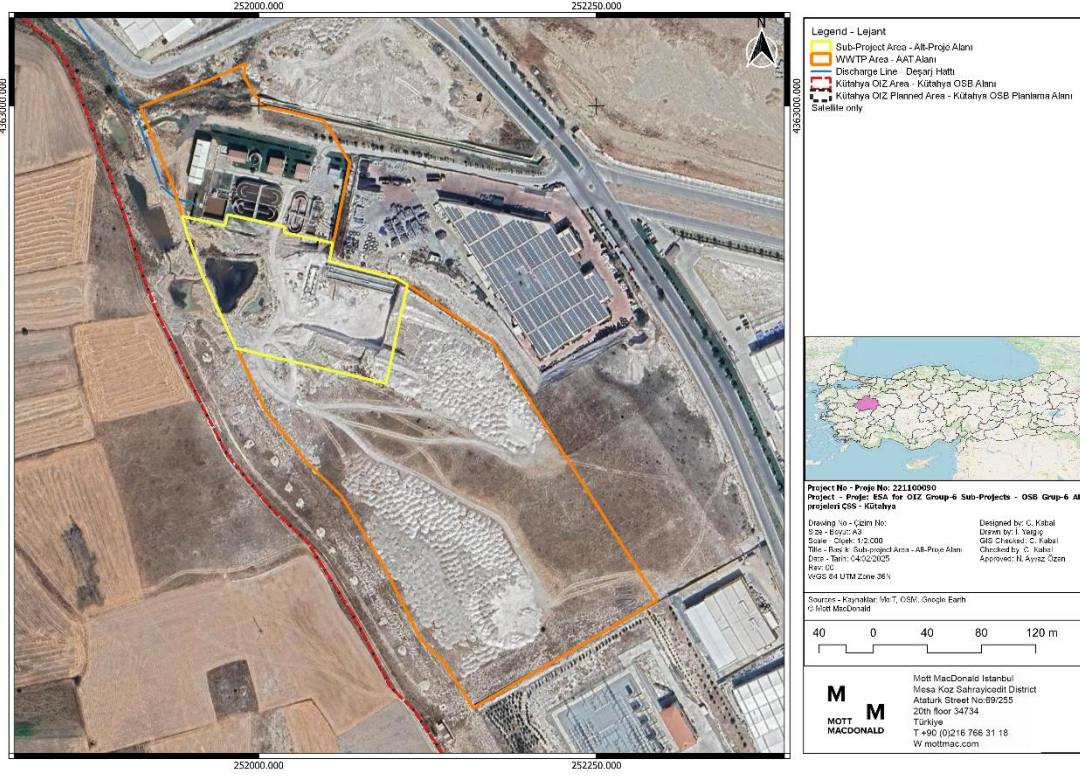 252000.000
252250.000
N
4363000.000
4363000.000
252000.000
252250.000
Legend - Lejant
Sub-Project Area - Alt-Proje Alanı
WWTP Area - AAT Alanı
Discharge Line - Deşarj Hattı
Kütahya OIZ Area - Kütahya OSB Alanı
Kütahya OIZ Planned Area - Kütahya OSB Planlama Alanı
Satellite only
Project No - Proje No: 221100090
Project - Proje: ESA for OIZ Group-6 Sub-Projects - OSB Grup-6 Al
projeleri ÇSS - Kütahya
Drawing No - Çizim No:
Size - Boyut: A3
Scale - Ölçek: 1/2.000
Title - Başlık: Sub-project Area - Alt-Proje Alanı
Date - Tarih: 04/02/2025
Rev: 00
WGS 84 UTM Zone 36N
Designed by: C. Kabal
Drawn by: I. Yargıç
GIS Checked: C. Kabal
Checked by: C. Kabal
Approved: N. Ayvaz Özen
Sources - Kaynaklar: MoIT, OSM, Google Earth
© Mott MacDonald
40 0 40 80 120 m
M
M
MOTT
MACDONALD
Mott MacDonald Istanbul
Mesa Koz Sahrayicedit District
Ataturk Street No:69/255
20th floor 34734
Türkiye
T +90 (0)216 766 31 18
W mottmac.com